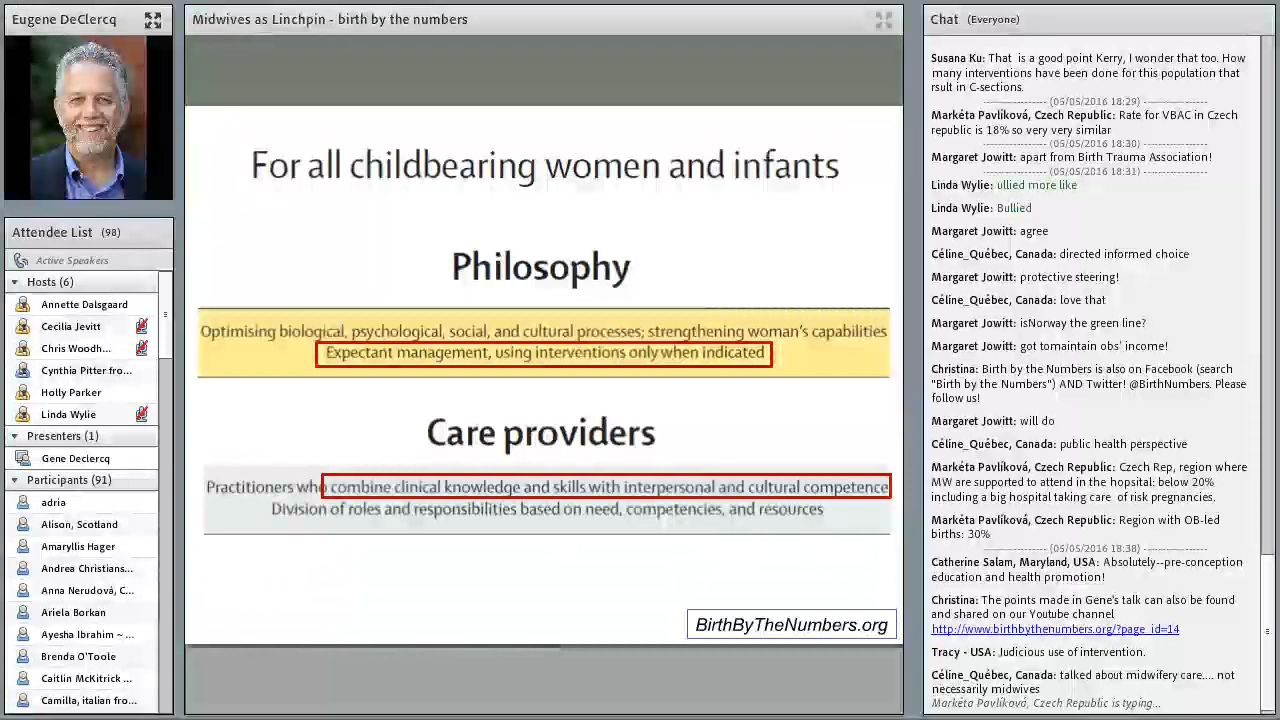 Eugene DeClercq
Attendee List (98)
Active Speakers
Hosts (6)
Annette Dalsgaard
Cecilia Jevitt
Chris Woodh...
Cynthia Pitter fro...
Holly Parker
Linda Wylie
Presenters (1)
Gene Declercq
Participants (91)
adria
Alison, Scotland
Amaryllis Hager
Andrea Christians...
Anna Nerudová, C...
Ariela Borkan
Ayesha Ibrahim ~ ...
Brenda O'Toole
Caitlin McKitrick ...
Camilla, italian fro...
Midwives as Linchpin - birth by the numbers
For all childbearing women and infants
Philosophy
Optimising biological, psychological, social, and cultural processes; strengthening woman's capabilities
Expectant management, using interventions only when indicated
Care providers
Practitioners who combine clinical knowledge and skills with interpersonal and cultural competence
Division of roles and responsibilities based on need, competencies, and resources
BirthByTheNumbers.org
Chat (Everyone)
Susana Ku: That is a good point Kerry, I wonder that too. How
many interventions have been done for this population that
rsult in C-sections.
---------------- (05/05/2016 18:29) ----------------
Markéta Pavlíková, Czech Republic: Rate for VBAC in Czech
republic is 18% so very very similar
---------------- (05/05/2016 18:30) ----------------
Margaret Jowitt: apart from Birth Trauma Association!
---------------- (05/05/2016 18:31) ----------------
Linda Wylie: ullied more like
Linda Wylie: Bullied
Margaret Jowitt: agree
Céline_Québec, Canada: directed informed choice
Margaret Jowitt: protective steering!
Céline_Québec, Canada: love that
Margaret Jowitt: isNorway the green line?
Margaret Jowitt: got tomaintain obs' income!
Christina: Birth by the Numbers is also on Facebook (search
"Birth by the Numbers") AND Twitter! @BirthNumbers. Please
follow us!
Margaret Jowitt: will do
Céline_Québec, Canada: public health perspective
Markéta Pavlíková, Czech Republic: Czech Rep, region where
MW are supported to attend in the hopsital: below 20%
including a big hospital taking care of risk pregnancies.
Markéta Pavlíková, Czech Republic: Region with OB-led
births: 30%
---------------- (05/05/2016 18:38) ----------------
Catherine Salam, Maryland, USA: Absolutely--pre-conception
education and health promotion!
Christina: The points made in Gene's talk can also be found
and shared on our Youtube channel
http://www.birthbythenumbers.org/?page_id=14
Tracy - USA: Judicious use of intervention.
Céline_Québec, Canada: talked about midwifery care.... not
necessarily midwives
Markéta Pavlíková, Czech Republic is typing...